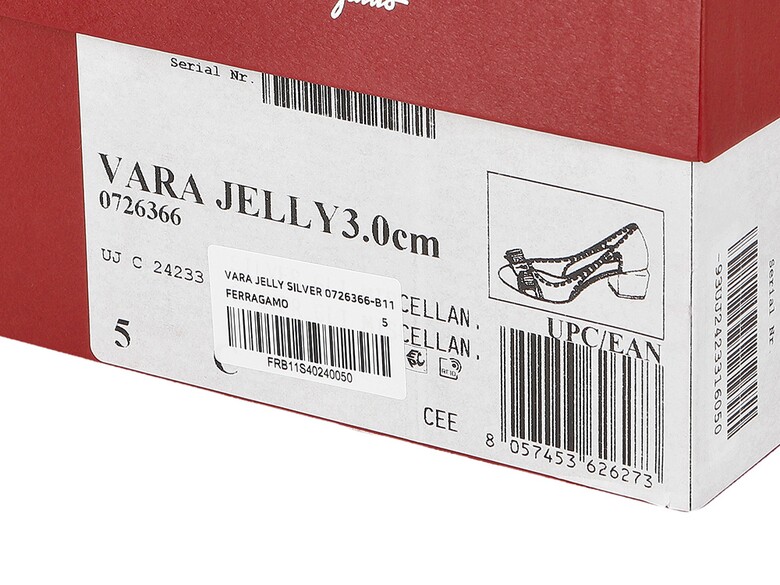 Serial Nr.
VARA JELLY3.0cm
0726366
UJ C 24233
VARA JELLY SILVER 0726366-B11
FERRAGAMO
5
FRB11S40240050
CELLAN,
CELLAN,
5
CEE
UPC/EAN
8 057453 626273
Serial Nr
-93UJ2423316050